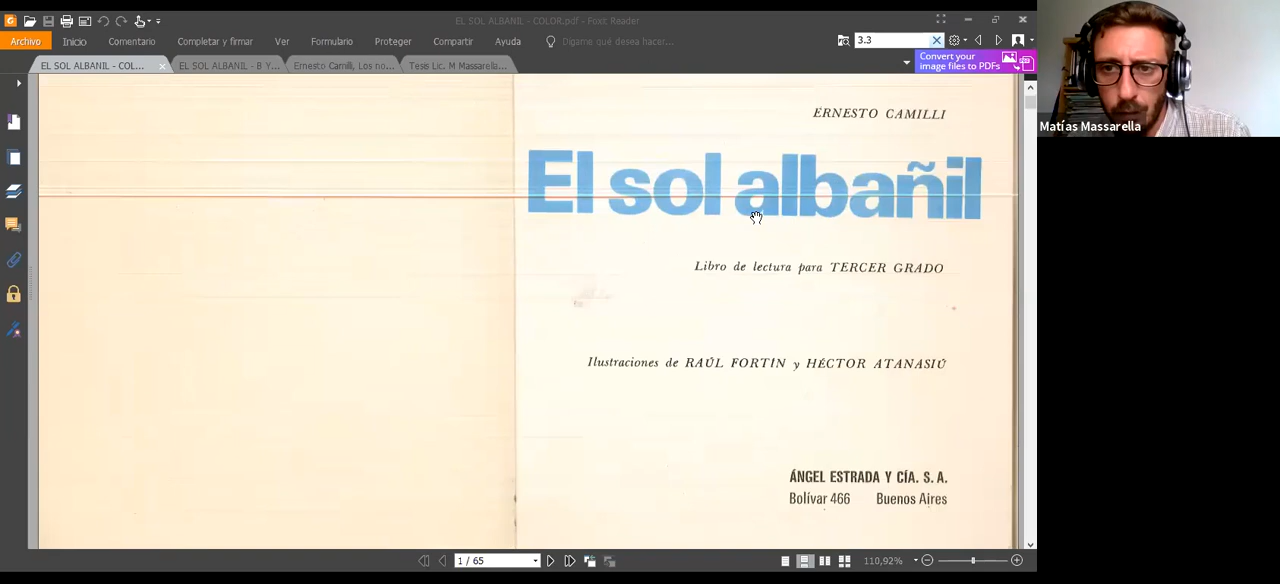 EL SOL ALBANIL - COLOR.pdf - Foxit Reader
Archivo Inicio Comentario Completar y firmar Ver Formulario Proteger Compartir Ayuda Dígame qué desea hacer... 3.3
EL SOL ALBANIL - COL... EL SOL ALBANIL - B Y... Ernesto Camilli, Los no... Tesis Lic. M Massarella...
Convert your
image files to PDFs
Matías Massarella
ERNESTO CAMILLI
El sol albañil
Libro de lectura para TERCER GRADO
Ilustraciones de RAÚL FORTÍN y HÉCTOR ATANASIÚ
ÁNGEL ESTRADA Y CÍA. S. A.
Bolívar 466 Buenos Aires
1 / 65 110,92%